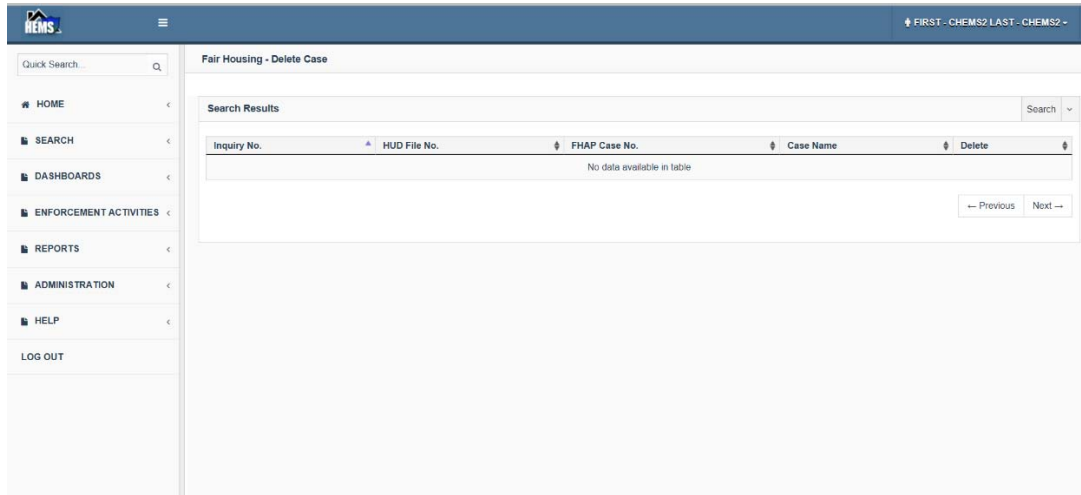 HEMS
FIRST - CHEMS2 LAST - CHEMS2
Quick Search...
HOME
SEARCH
DASHBOARDS
ENFORCEMENT ACTIVITIES
REPORTS
ADMINISTRATION
HELP
LOG OUT
Fair Housing - Delete Case
Search Results
Search
Inquiry No. HUD File No. FHAP Case No. Case Name Delete
No data available in table
← Previous Next →